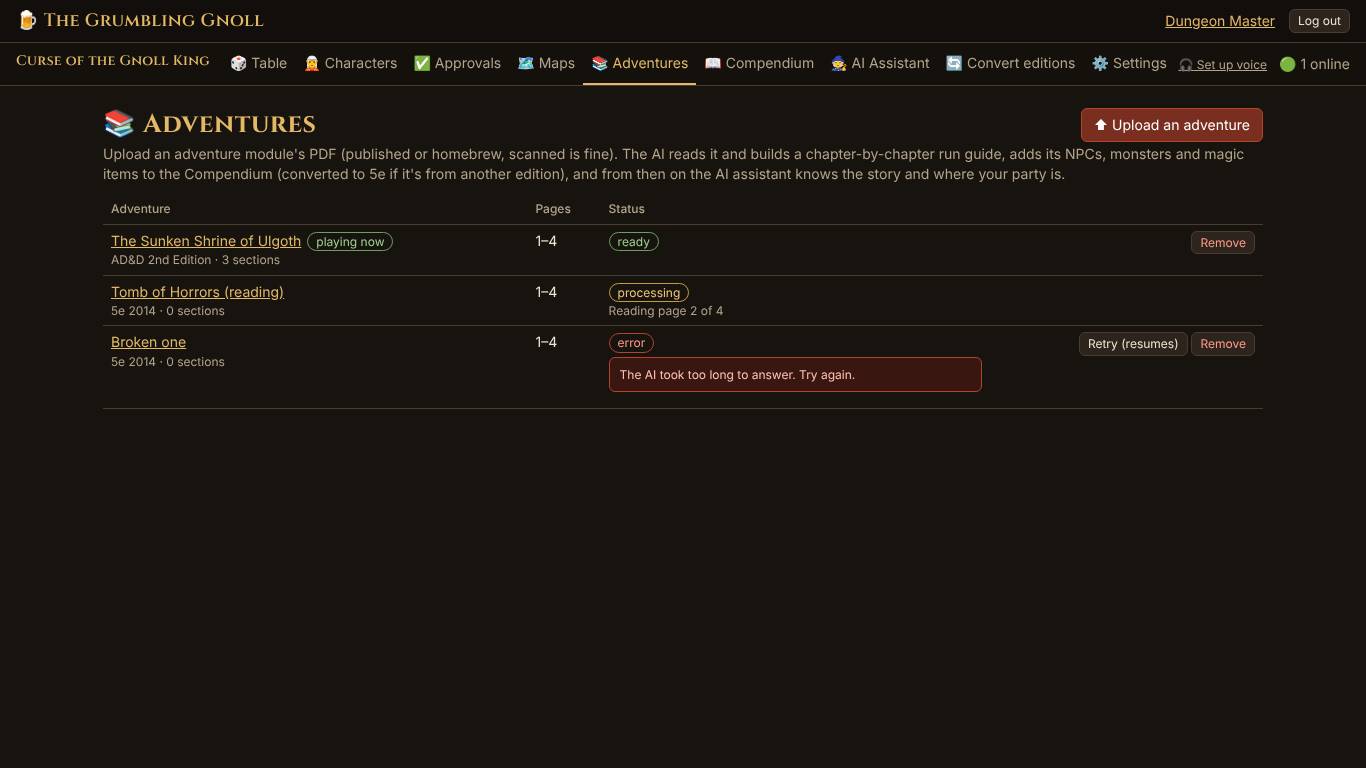 🍺 The Grumbling Gnoll
Dungeon Master
Log out
Curse of the Gnoll King
🎲 Table
🧝 Characters
✅ Approvals
🗺️ Maps
📚 Adventures
📖 Compendium
🧙 AI Assistant
🔄 Convert editions
⚙️ Settings
🎧 Set up voice
🟢 1 online
📚 Adventures
⬆ Upload an adventure
Upload an adventure module's PDF (published or homebrew, scanned is fine). The AI reads it and builds a chapter-by-chapter run guide, adds its NPCs, monsters and magic
items to the Compendium (converted to 5e if it's from another edition), and from then on the AI assistant knows the story and where your party is.
Adventure Pages Status
The Sunken Shrine of Ulgoth playing now 1–4 ready Remove
AD&D 2nd Edition · 3 sections
Tomb of Horrors (reading) 1–4 processing
5e 2014 · 0 sections Reading page 2 of 4
Broken one 1–4 error Retry (resumes) Remove
5e 2014 · 0 sections
The AI took too long to answer. Try again.